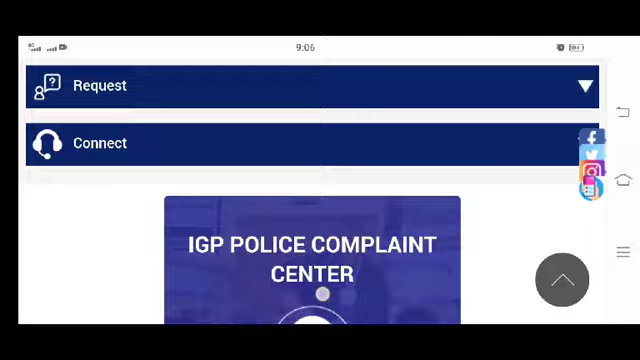 9:06
Request
Connect
IGP POLICE COMPLAINT
CENTER